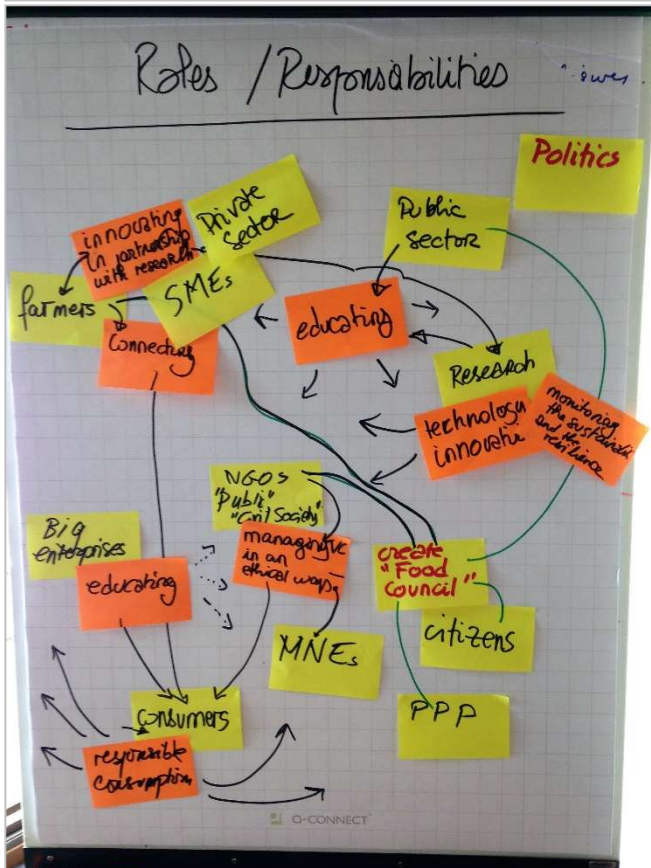 Roles / Responsabilities
Politics
Private
Sector
innovating
in partnership
with research
SMEs
farmers
Connecting
Public
sector
educating
Research
technology
monitoring
the
and the
resilience
NGOs
"Public"
"Civil Society"
managing
in an
ethical way
Big
enterprises
educating
create
"Food
Council"
citizens
MNEs
PPP
consumers
responsible
consumption
Q-CONNECT